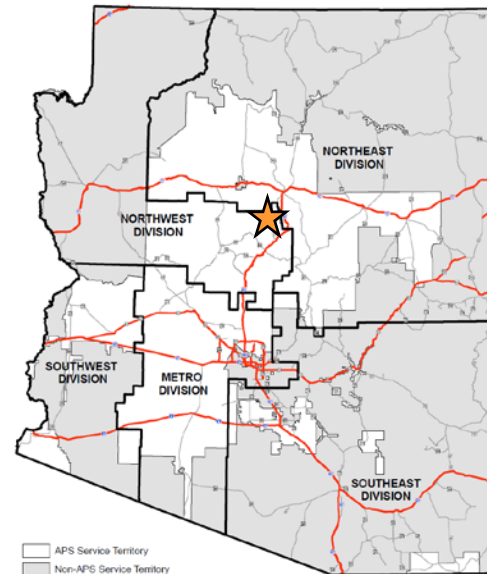 NORTHEAST
DIVISION
NORTHWEST
DIVISION
SOUTHWEST
DIVISION
METRO
DIVISION
SOUTHEAST
DIVISION
APS Service Territory
Non-APS Service Territory